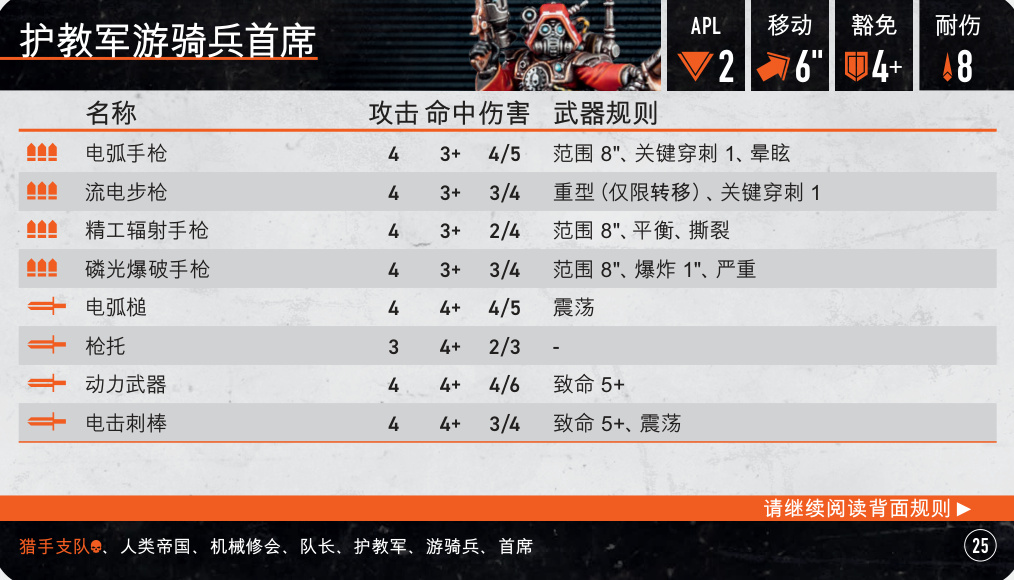 护教军游骑兵首席
APL 移动 豁免 耐伤
2 6" 4+ 8
名称 攻击 命中 伤害 武器规则
电弧手枪 4 3+ 4/5 范围 8"、关键穿刺 1、晕眩
流电步枪 4 3+ 3/4 重型（仅限转移）、关键穿刺 1
精工辐射手枪 4 3+ 2/4 范围 8"、平衡、撕裂
磷光爆破手枪 4 3+ 3/4 范围 8"、爆炸 1"、严重
电弧槌 4 4+ 4/5 震荡
枪托 3 4+ 2/3 -
动力武器 4 4+ 4/6 致命 5+
电击刺棒 4 4+ 3/4 致命 5+、震荡
请继续阅读背面规则 ▶
猎手支队、人类帝国、机械修会、队长、护教军、游骑兵、首席
25